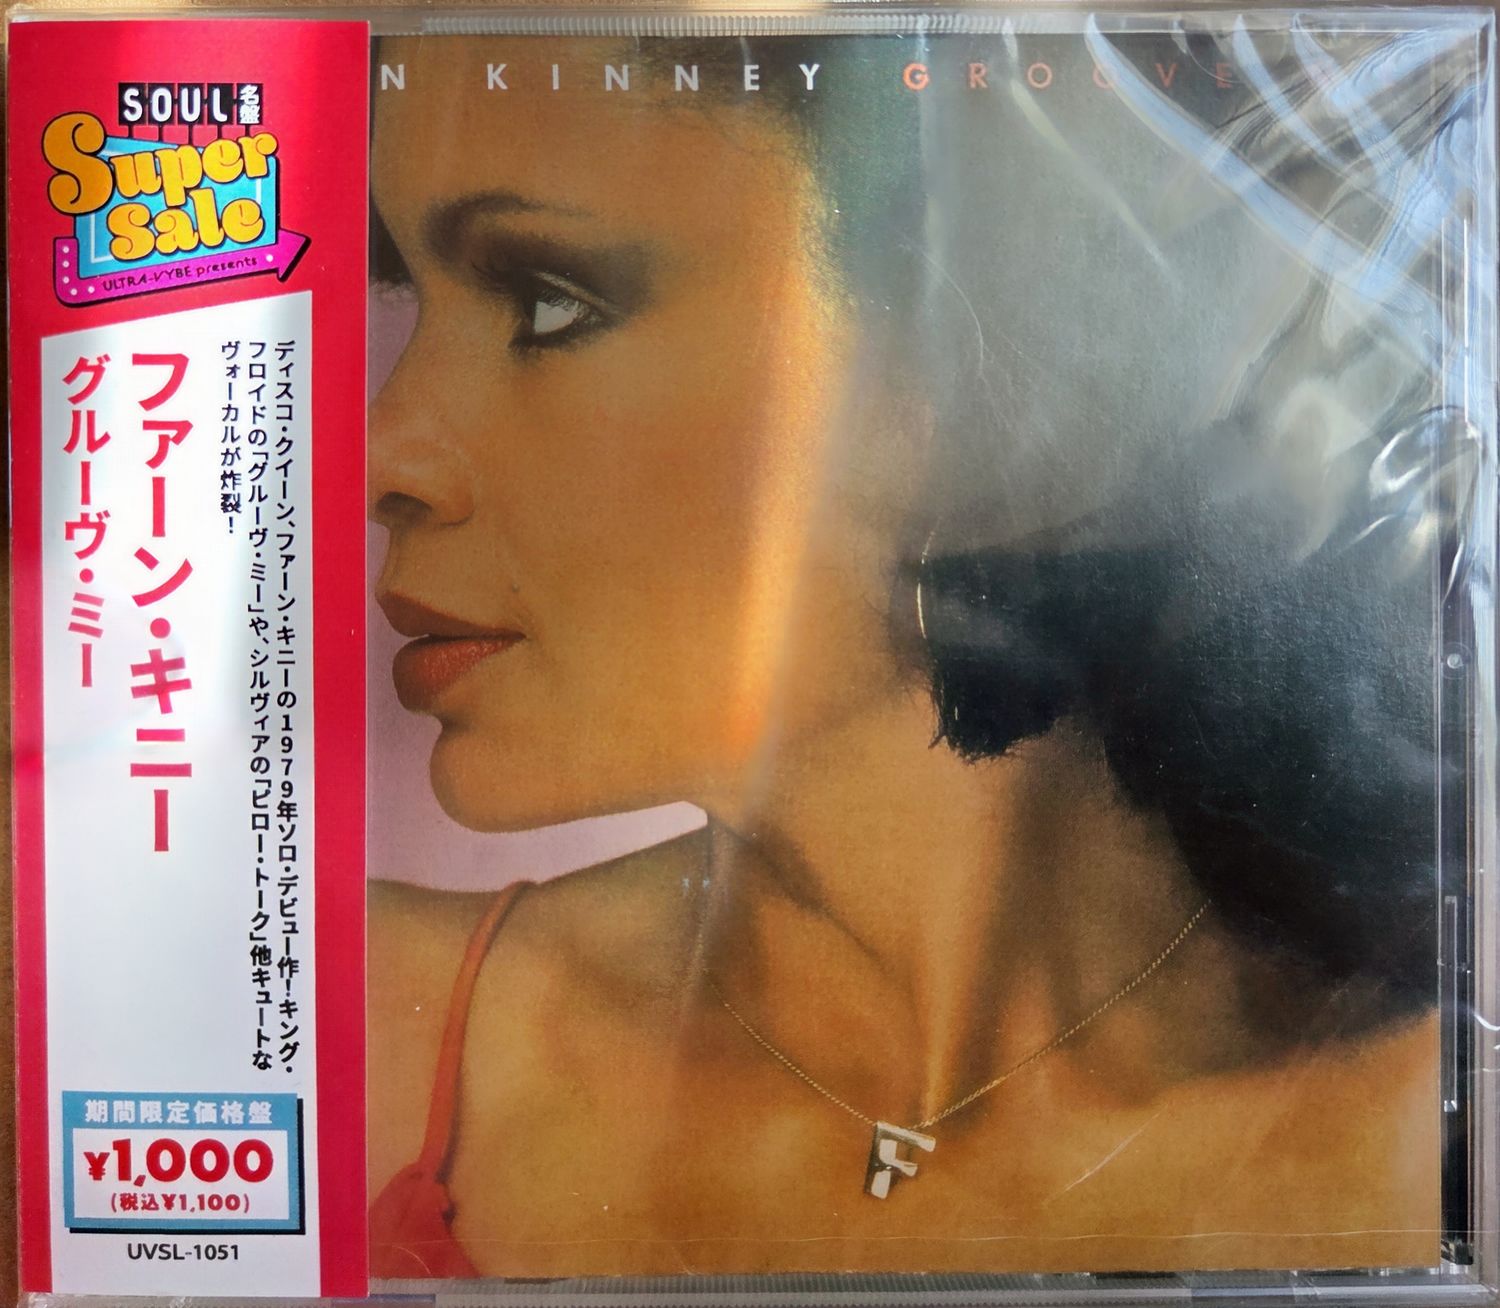 SOUL名盤
Super
Sale
ULTRA-VYBE presents
N KINNEY GROOVE
ディスコ・クイーン、ファーン・キニーの1979年ソロ・デビュー作！キング・
フロイドの「グルーヴ・ミー」や、シルヴィアの「ピロー・トーク」他キュートな
ヴォーカルが炸裂！
ファーン・キニー
グルーヴ・ミー
期間限定価格盤
¥1,000
(税込¥1,100)
UVSL-1051
F